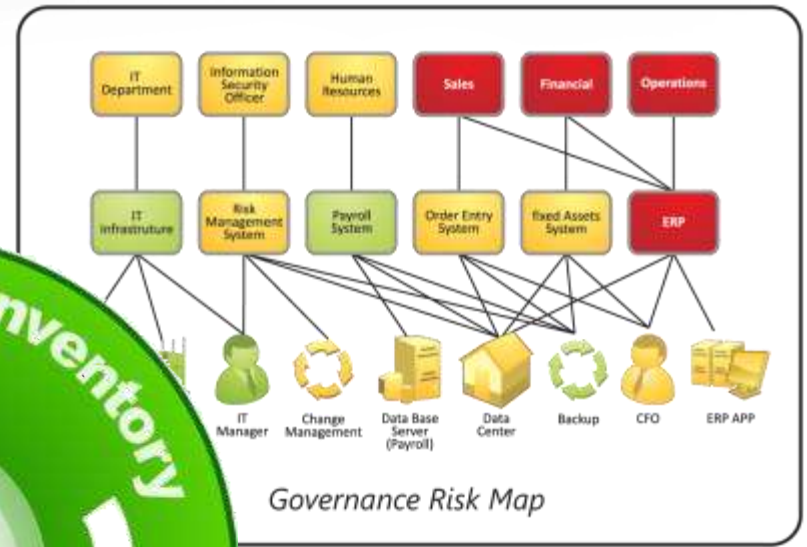 IT
Department
Information
Security
Officer
Human
Resources
Sales
Financial
Operations
IT
Infrastruture
Risk
Management
System
Payroll
System
Order Entry
System
fixed Assets
System
ERP
IT
Manager
Change
Management
Data Base
Server
(Payroll)
Data
Center
Backup
CFO
ERP APP
nventory
Governance Risk Map